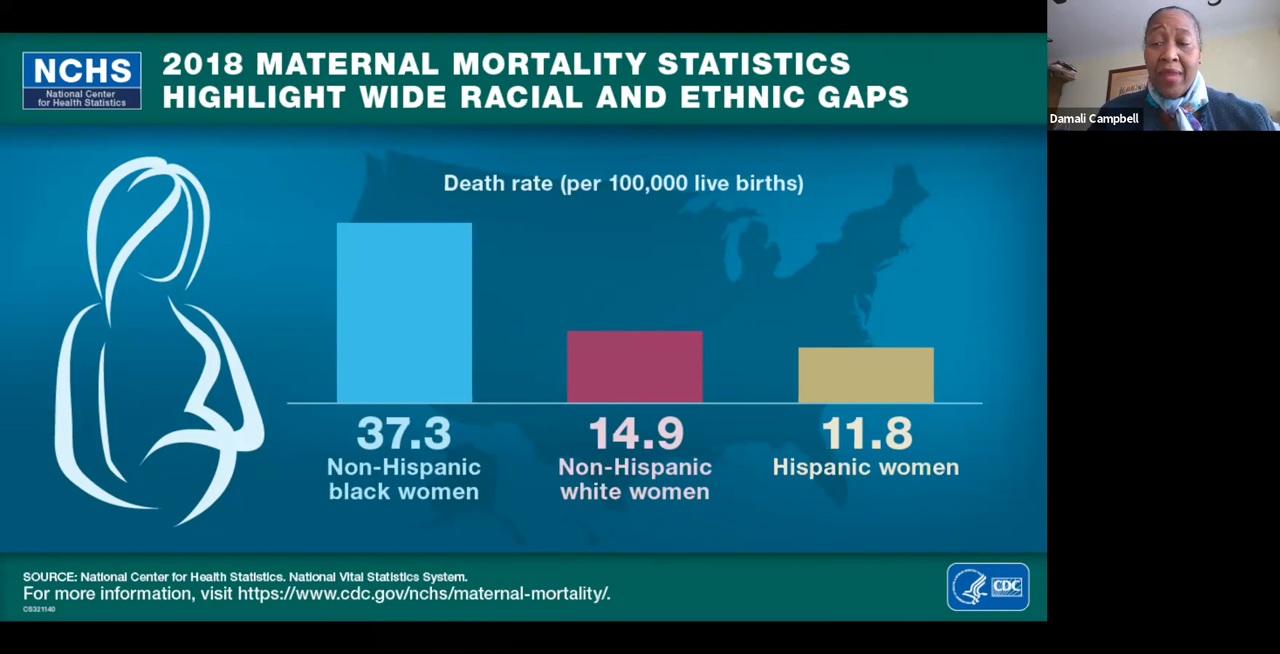 NCHS
National Center
for Health Statistics
2018 MATERNAL MORTALITY STATISTICS
HIGHLIGHT WIDE RACIAL AND ETHNIC GAPS
Damali Campbell
Death rate (per 100,000 live births)
37.3
Non-Hispanic
black women
14.9
Non-Hispanic
white women
11.8
Hispanic women
SOURCE: National Center for Health Statistics. National Vital Statistics System.
For more information, visit https://www.cdc.gov/nchs/maternal-mortality/.
CS321140
CDC